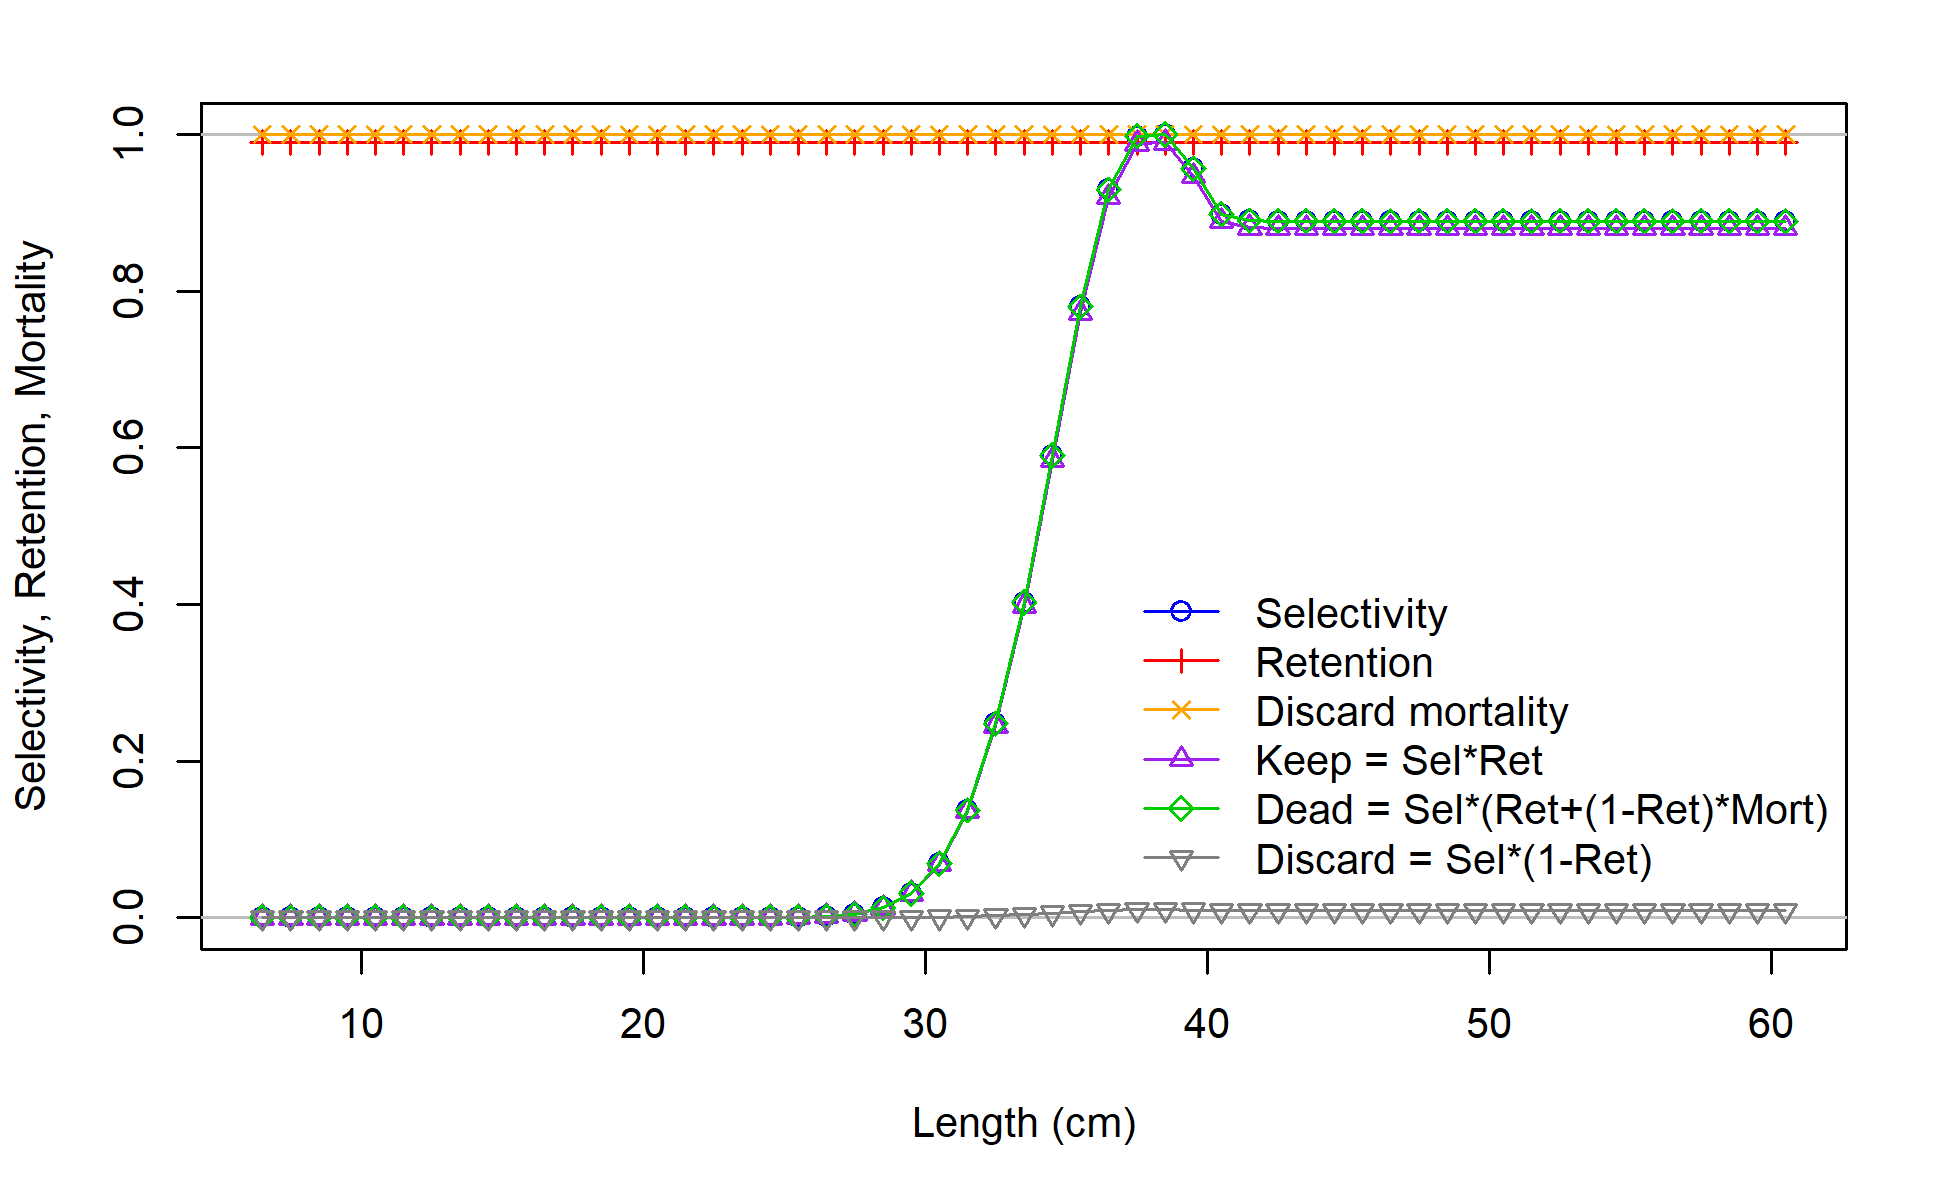 Selectivity, Retention, Mortality
1.0
0.8
0.6
0.4
0.2
0.0
Selectivity
Retention
Discard mortality
Keep = Sel*Ret
Dead = Sel*(Ret+(1-Ret)*Mort)
Discard = Sel*(1-Ret)
10 20 30 40 50 60
Length (cm)